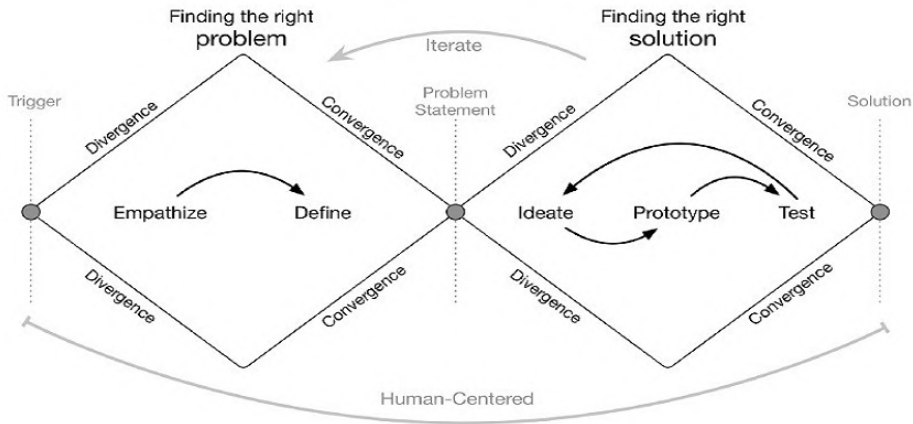 Finding the right
problem
Finding the right
solution
Iterate
Trigger
Problem
Statement
Solution
Divergence
Convergence
Divergence
Convergence
Empathize
Define
Ideate
Prototype
Test
Divergence
Convergence
Divergence
Convergence
Human-Centered